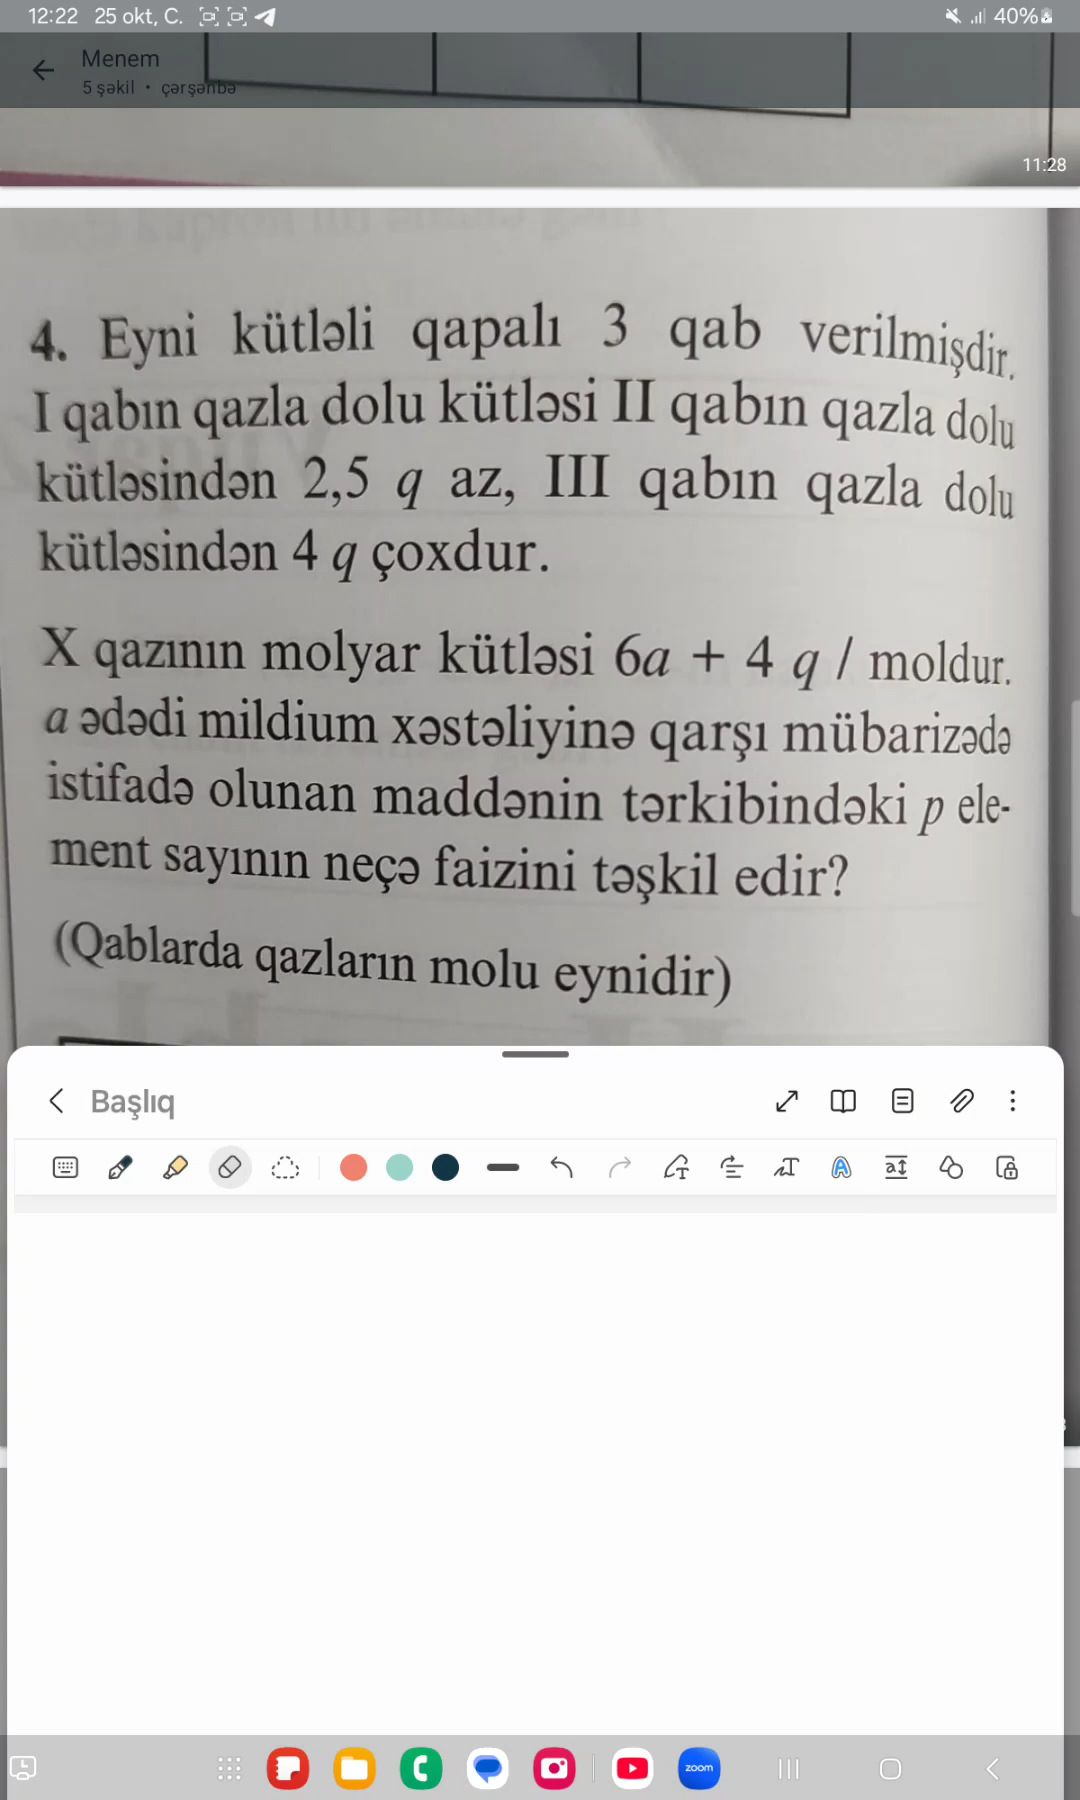 12:22 25 okt, C. 40%
Menem
5 şəkil • çərşənbə
11:28
4. Eyni kütləli qapalı 3 qab verilmişdir.
I qabın qazla dolu kütləsi II qabın qazla dolu
kütləsindən 2,5 q az, III qabın qazla dolu
kütləsindən 4 q çoxdur.
X qazının molyar kütləsi 6a + 4 q / moldur.
a ədədi mildium xəstəliyinə qarşı mübarizədə
istifadə olunan maddənin tərkibindəki p ele-
ment sayının neçə faizini təşkil edir?
(Qablarda qazların molu eynidir)
Başlıq
zoom